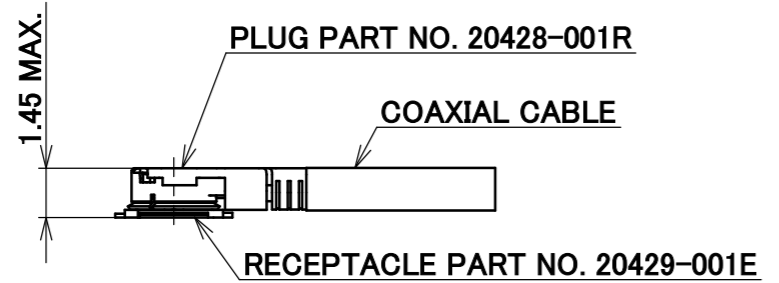 1.45 MAX.
PLUG PART NO. 20428-001R
COAXIAL CABLE
RECEPTACLE PART NO. 20429-001E